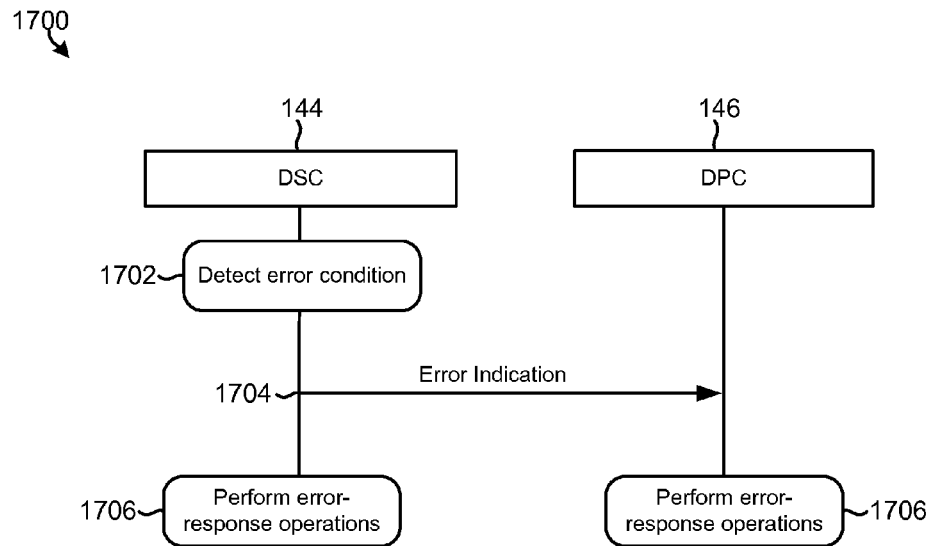 1700
144
146
DSC
DPC
1702
Detect error condition
Error Indication
1704
Perform error-
response operations
1706
Perform error-
response operations
1706